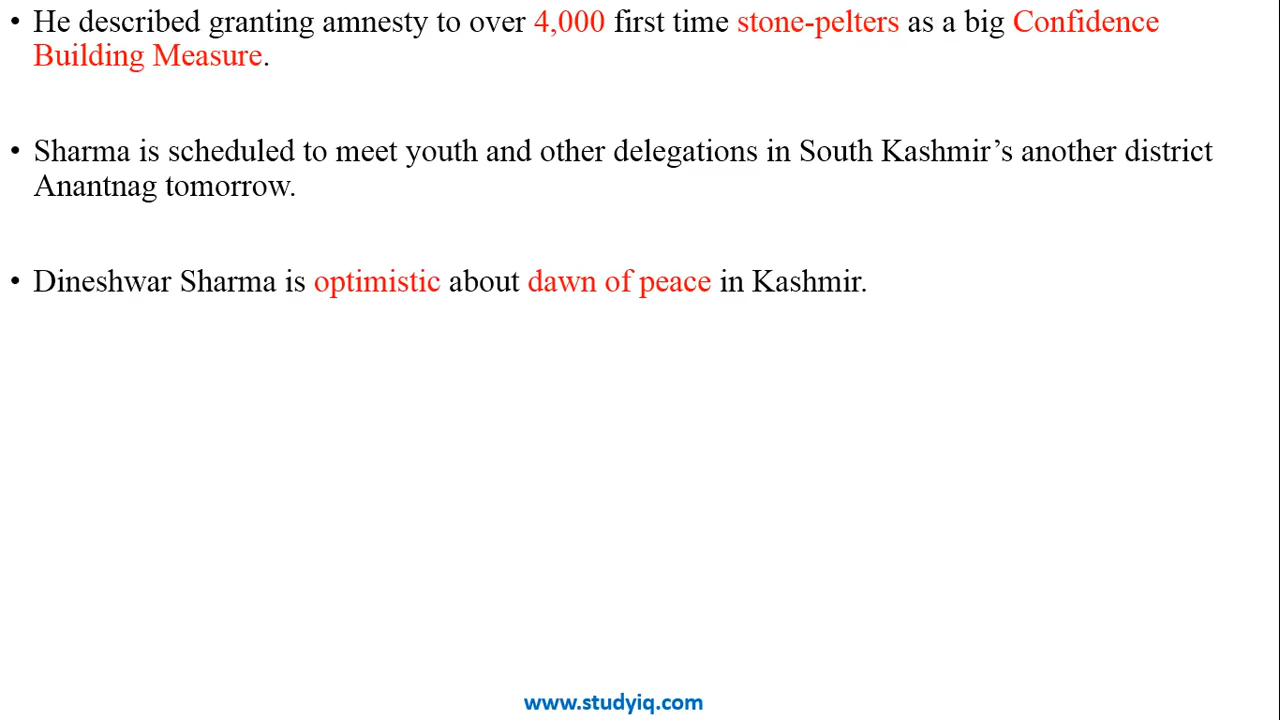 • He described granting amnesty to over 4,000 first time stone-pelters as a big Confidence
Building Measure.
• Sharma is scheduled to meet youth and other delegations in South Kashmir’s another district
Anantnag tomorrow.
• Dineshwar Sharma is optimistic about dawn of peace in Kashmir.
www.studyiq.com